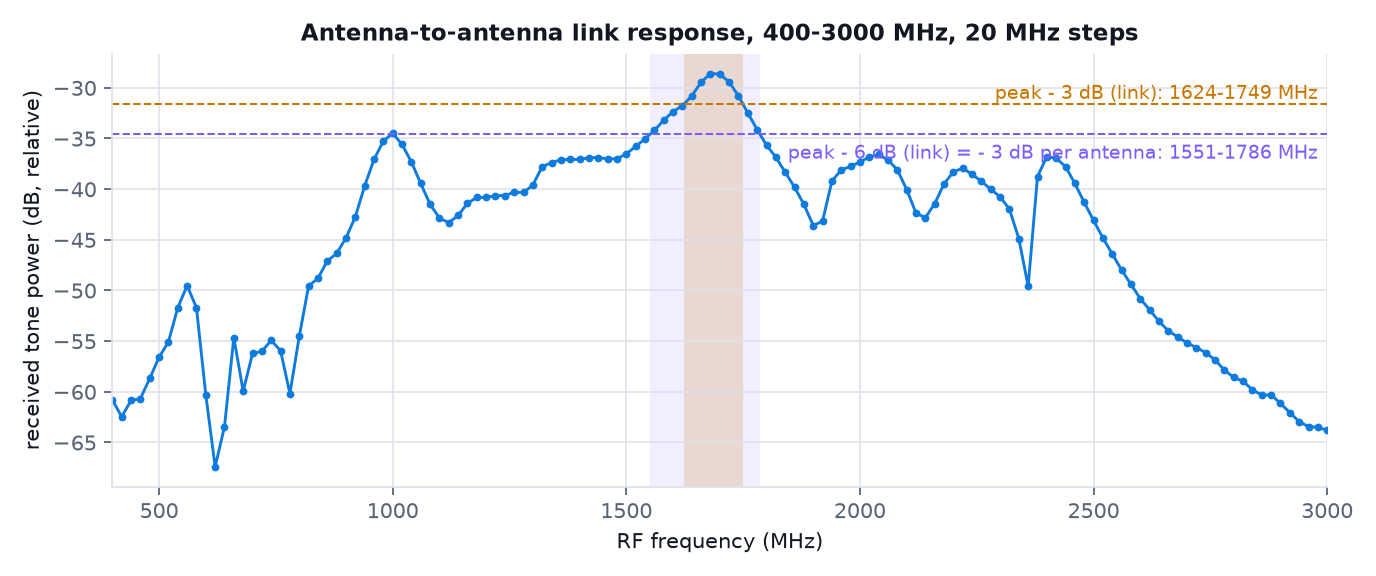 Antenna-to-antenna link response, 400-3000 MHz, 20 MHz steps
received tone power (dB, relative)
−30
−35
−40
−45
−50
−55
−60
−65
peak - 3 dB (link): 1624-1749 MHz
peak - 6 dB (link) = - 3 dB per antenna: 1551-1786 MHz
500
1000
1500
2000
2500
3000
RF frequency (MHz)